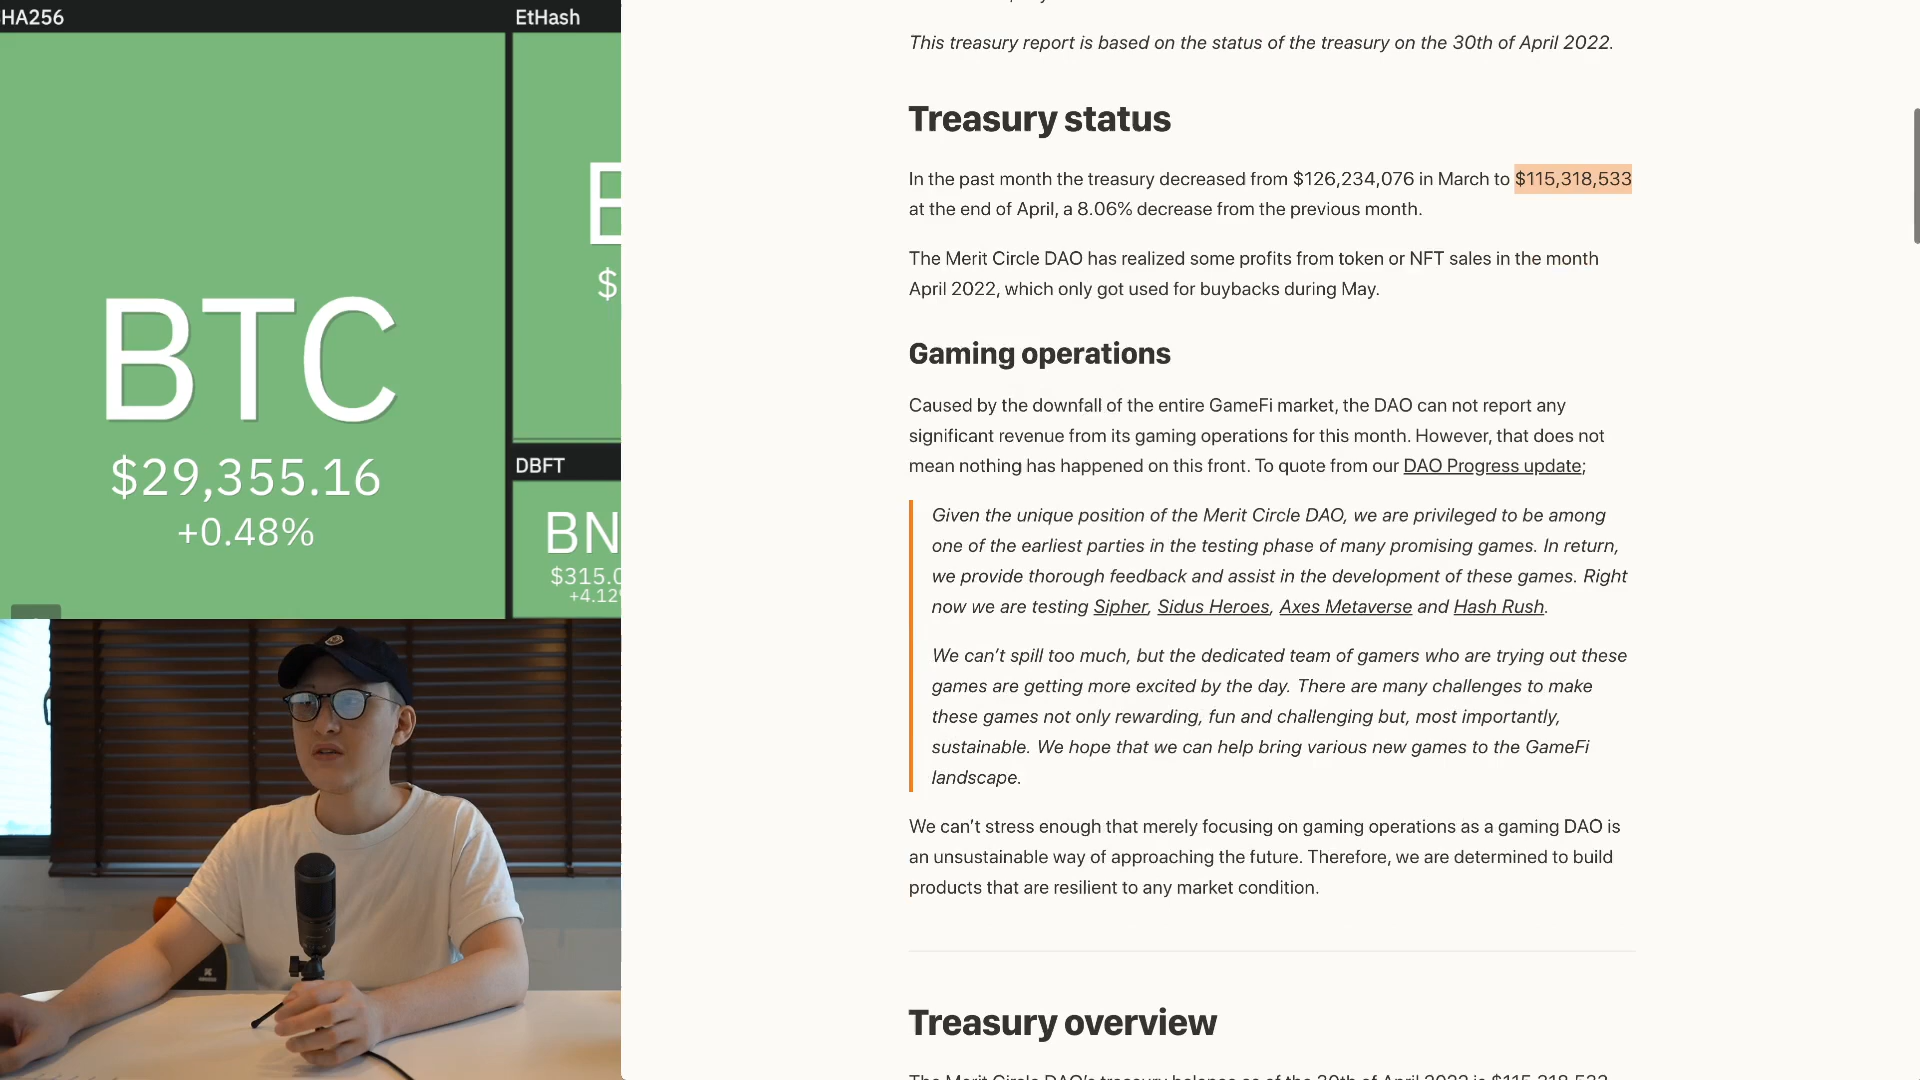 HA256
EtHash
BTC
$29,355.16
+0.48%
$
DBFT
BN
$315.0
+4.12
This treasury report is based on the status of the treasury on the 30th of April 2022.
Treasury status
In the past month the treasury decreased from $126,234,076 in March to $115,318,533
at the end of April, a 8.06% decrease from the previous month.
The Merit Circle DAO has realized some profits from token or NFT sales in the month
April 2022, which only got used for buybacks during May.
Gaming operations
Caused by the downfall of the entire GameFi market, the DAO can not report any
significant revenue from its gaming operations for this month. However, that does not
mean nothing has happened on this front. To quote from our DAO Progress update;
Given the unique position of the Merit Circle DAO, we are privileged to be among
one of the earliest parties in the testing phase of many promising games. In return,
we provide thorough feedback and assist in the development of these games. Right
now we are testing Sipher, Sidus Heroes, Axes Metaverse and Hash Rush.
We can’t spill too much, but the dedicated team of gamers who are trying out these
games are getting more excited by the day. There are many challenges to make
these games not only rewarding, fun and challenging but, most importantly,
sustainable. We hope that we can help bring various new games to the GameFi
landscape.
We can’t stress enough that merely focusing on gaming operations as a gaming DAO is
an unsustainable way of approaching the future. Therefore, we are determined to build
products that are resilient to any market condition.
Treasury overview
The Merit Circle DAO’s treasury balance as of the 30th of April 2022 is $115,318,533